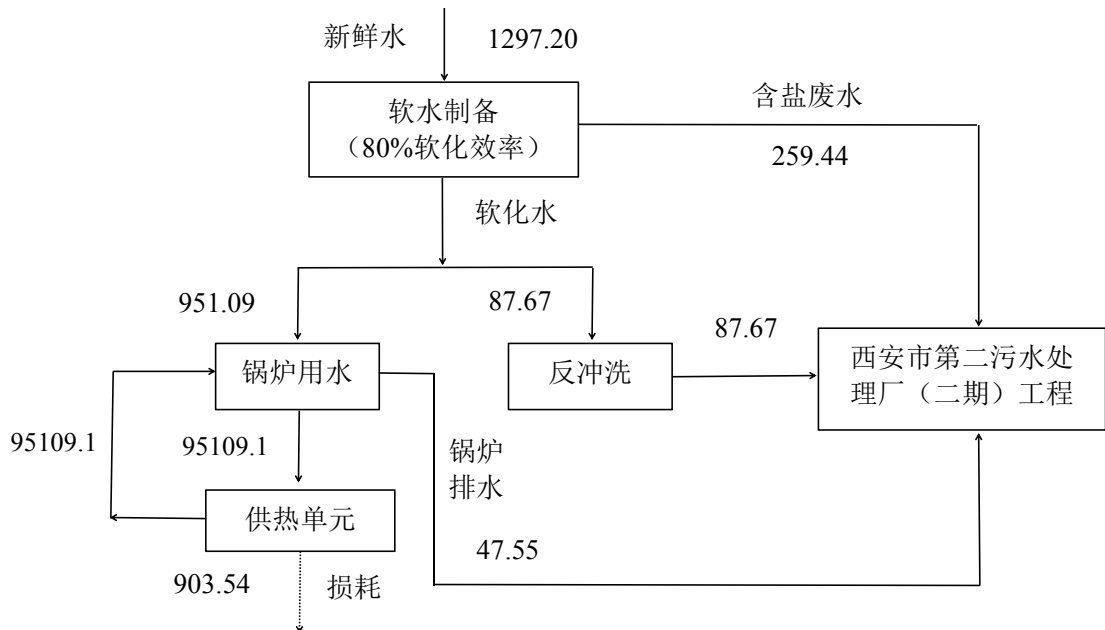 新鲜水
1297.20
软水制备
（80%软化效率）
含盐废水
259.44
软化水
951.09
87.67
87.67
锅炉用水
反冲洗
西安市第二污水处
理厂（二期）工程
95109.1
95109.1
锅炉
排水
供热单元
47.55
903.54
损耗